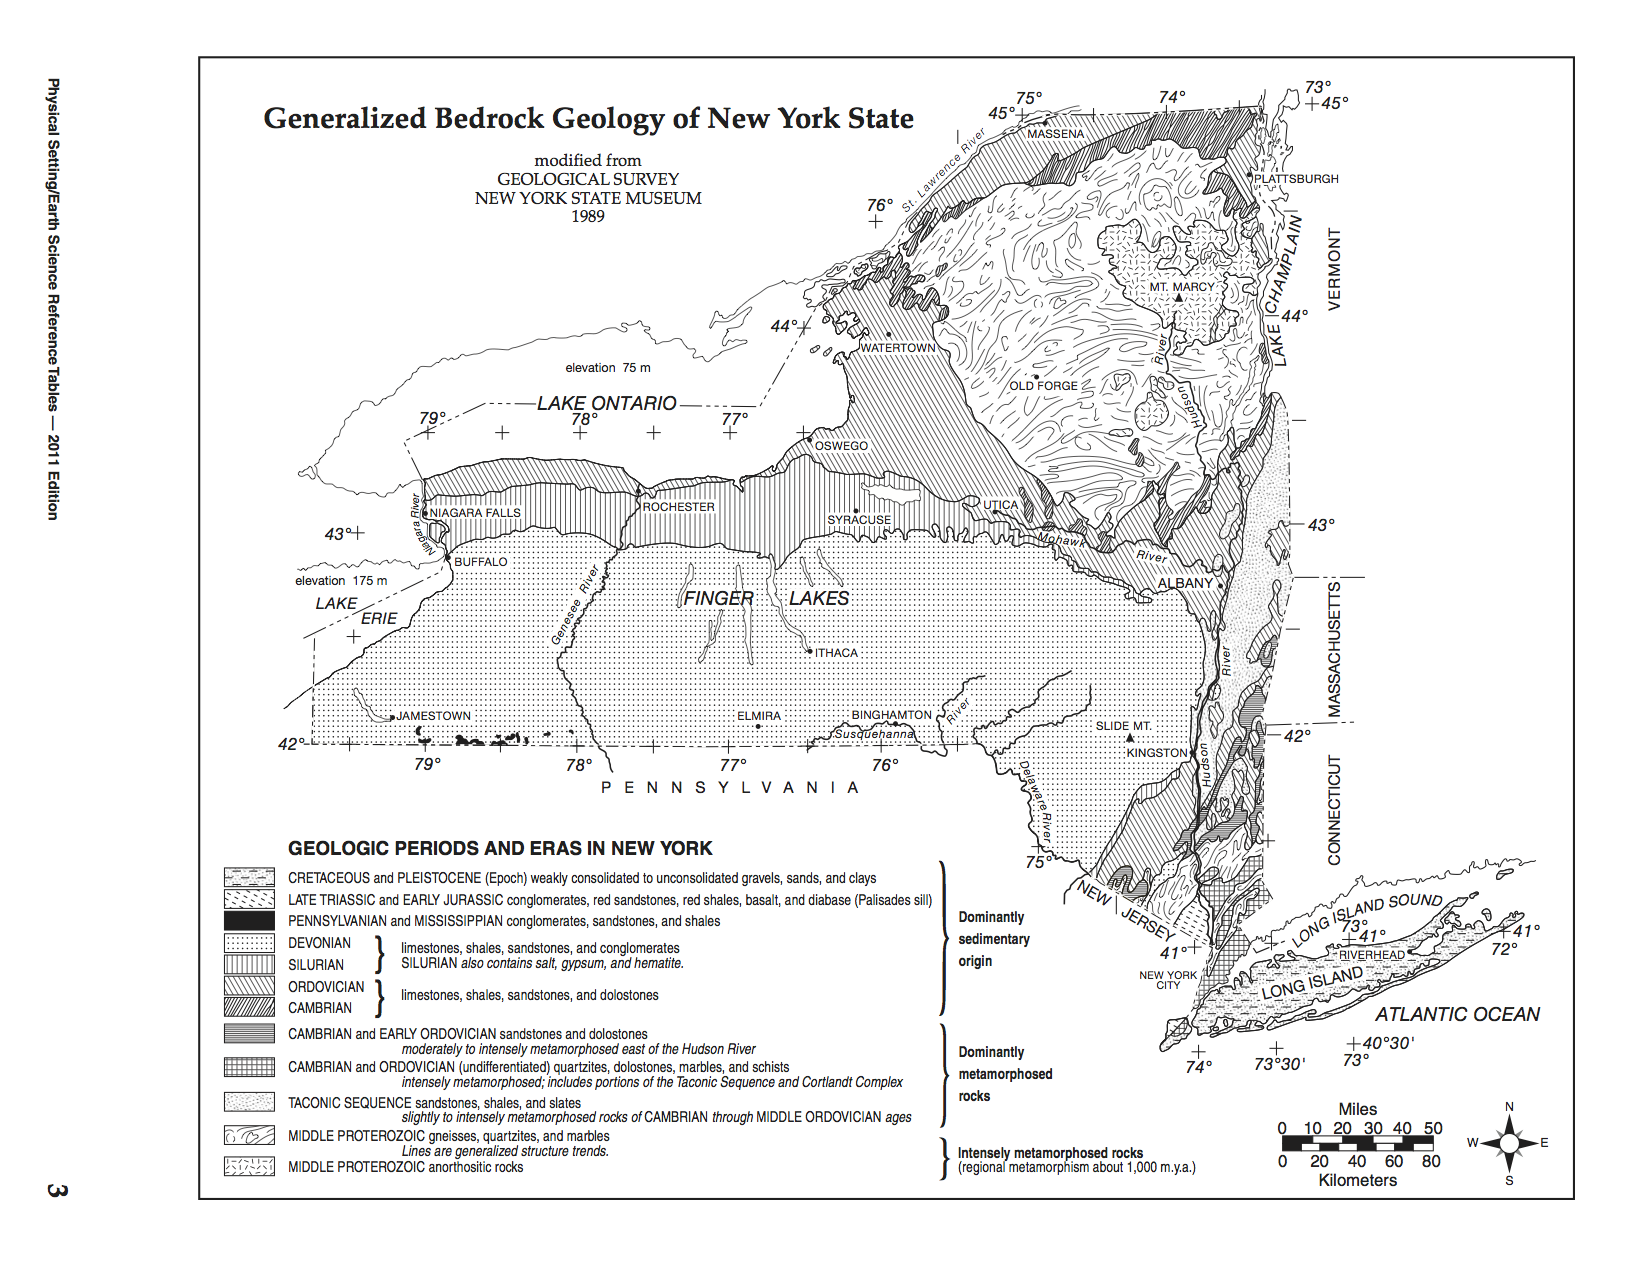 Physical Setting/Earth Science Reference Tables — 2011 Edition
3
Generalized Bedrock Geology of New York State
modified from
GEOLOGICAL SURVEY
NEW YORK STATE MUSEUM
1989
75°
74°
73°
45°
45°
MASSENA
St. Lawrence River
76°
PLATTSBURGH
LAKE CHAMPLAIN
VERMONT
MT. MARCY
44°
44°
WATERTOWN
River
Hudson
OLD FORGE
elevation 75 m
LAKE ONTARIO
79°
78°
77°
OSWEGO
Niagara River
NIAGARA FALLS
ROCHESTER
SYRACUSE
UTICA
Mohawk
River
43°
43°
BUFFALO
ALBANY
elevation 175 m
LAKE
ERIE
Genesee River
FINGER LAKES
MASSACHUSETTS
ITHACA
River
JAMESTOWN
ELMIRA
BINGHAMTON
River
Susquehanna
SLIDE MT.
KINGSTON
Hudson
42°
42°
79°
78°
77°
76°
PENNSYLVANIA
Delaware River
CONNECTICUT
75°
NEW JERSEY
41°
NEW YORK
CITY
LONG ISLAND SOUND
73°
41°
RIVERHEAD
LONG ISLAND
41°
72°
ATLANTIC OCEAN
40°30'
74°
73°30'
73°
GEOLOGIC PERIODS AND ERAS IN NEW YORK
CRETACEOUS and PLEISTOCENE (Epoch) weakly consolidated to unconsolidated gravels, sands, and clays
LATE TRIASSIC and EARLY JURASSIC conglomerates, red sandstones, red shales, basalt, and diabase (Palisades sill)
PENNSYLVANIAN and MISSISSIPPIAN conglomerates, sandstones, and shales
DEVONIAN
SILURIAN
limestones, shales, sandstones, and conglomerates
SILURIAN also contains salt, gypsum, and hematite.
ORDOVICIAN
CAMBRIAN
limestones, shales, sandstones, and dolostones
Dominantly
sedimentary
origin
CAMBRIAN and EARLY ORDOVICIAN sandstones and dolostones
moderately to intensely metamorphosed east of the Hudson River
CAMBRIAN and ORDOVICIAN (undifferentiated) quartzites, dolostones, marbles, and schists
intensely metamorphosed; includes portions of the Taconic Sequence and Cortlandt Complex
TACONIC SEQUENCE sandstones, shales, and slates
slightly to intensely metamorphosed rocks of CAMBRIAN through MIDDLE ORDOVICIAN ages
Dominantly
metamorphosed
rocks
MIDDLE PROTEROZOIC gneisses, quartzites, and marbles
Lines are generalized structure trends.
MIDDLE PROTEROZOIC anorthositic rocks
Intensely metamorphosed rocks
(regional metamorphism about 1,000 m.y.a.)
Miles
0 10 20 30 40 50
0 20 40 60 80
Kilometers
N
W
E
S